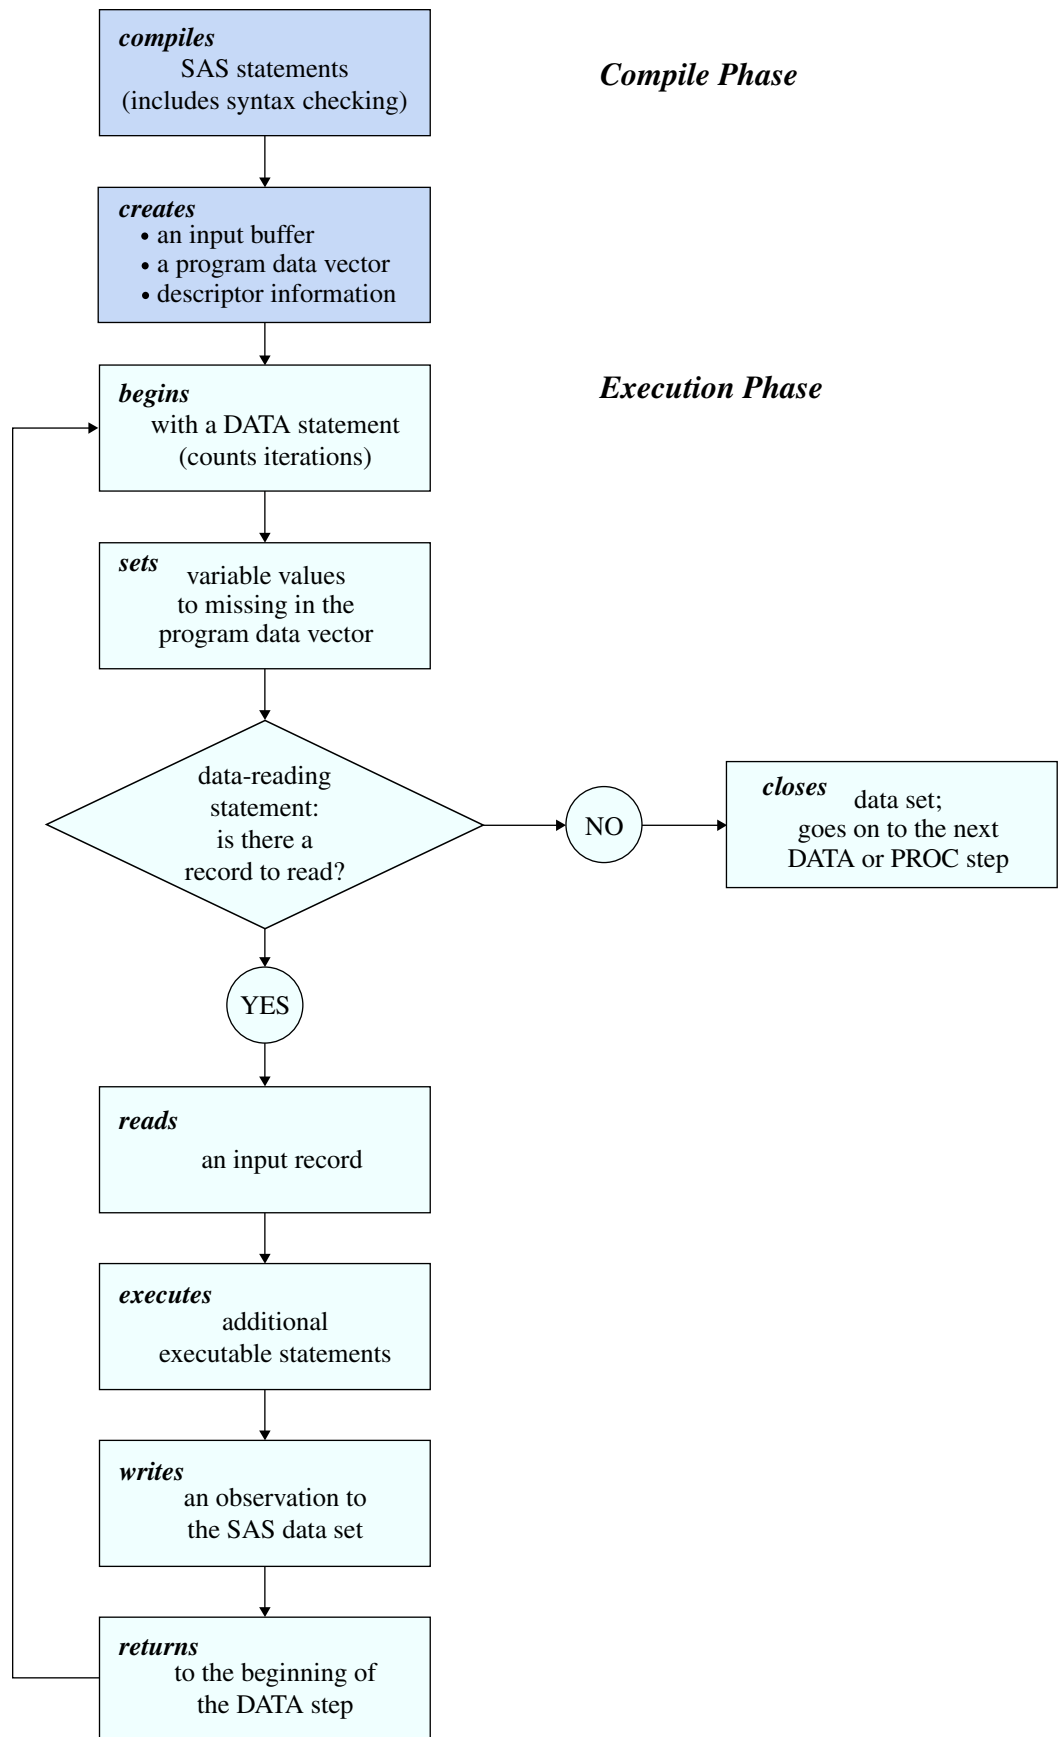 compiles
SAS statements
(includes syntax checking)
Compile Phase
creates
• an input buffer
• a program data vector
• descriptor information
begins
with a DATA statement
(counts iterations)
Execution Phase
sets
variable values
to missing in the
program data vector
data-reading
statement:
is there a
record to read?
NO
closes
data set;
goes on to the next
DATA or PROC step
YES
reads
an input record
executes
additional
executable statements
writes
an observation to
the SAS data set
returns
to the beginning of
the DATA step